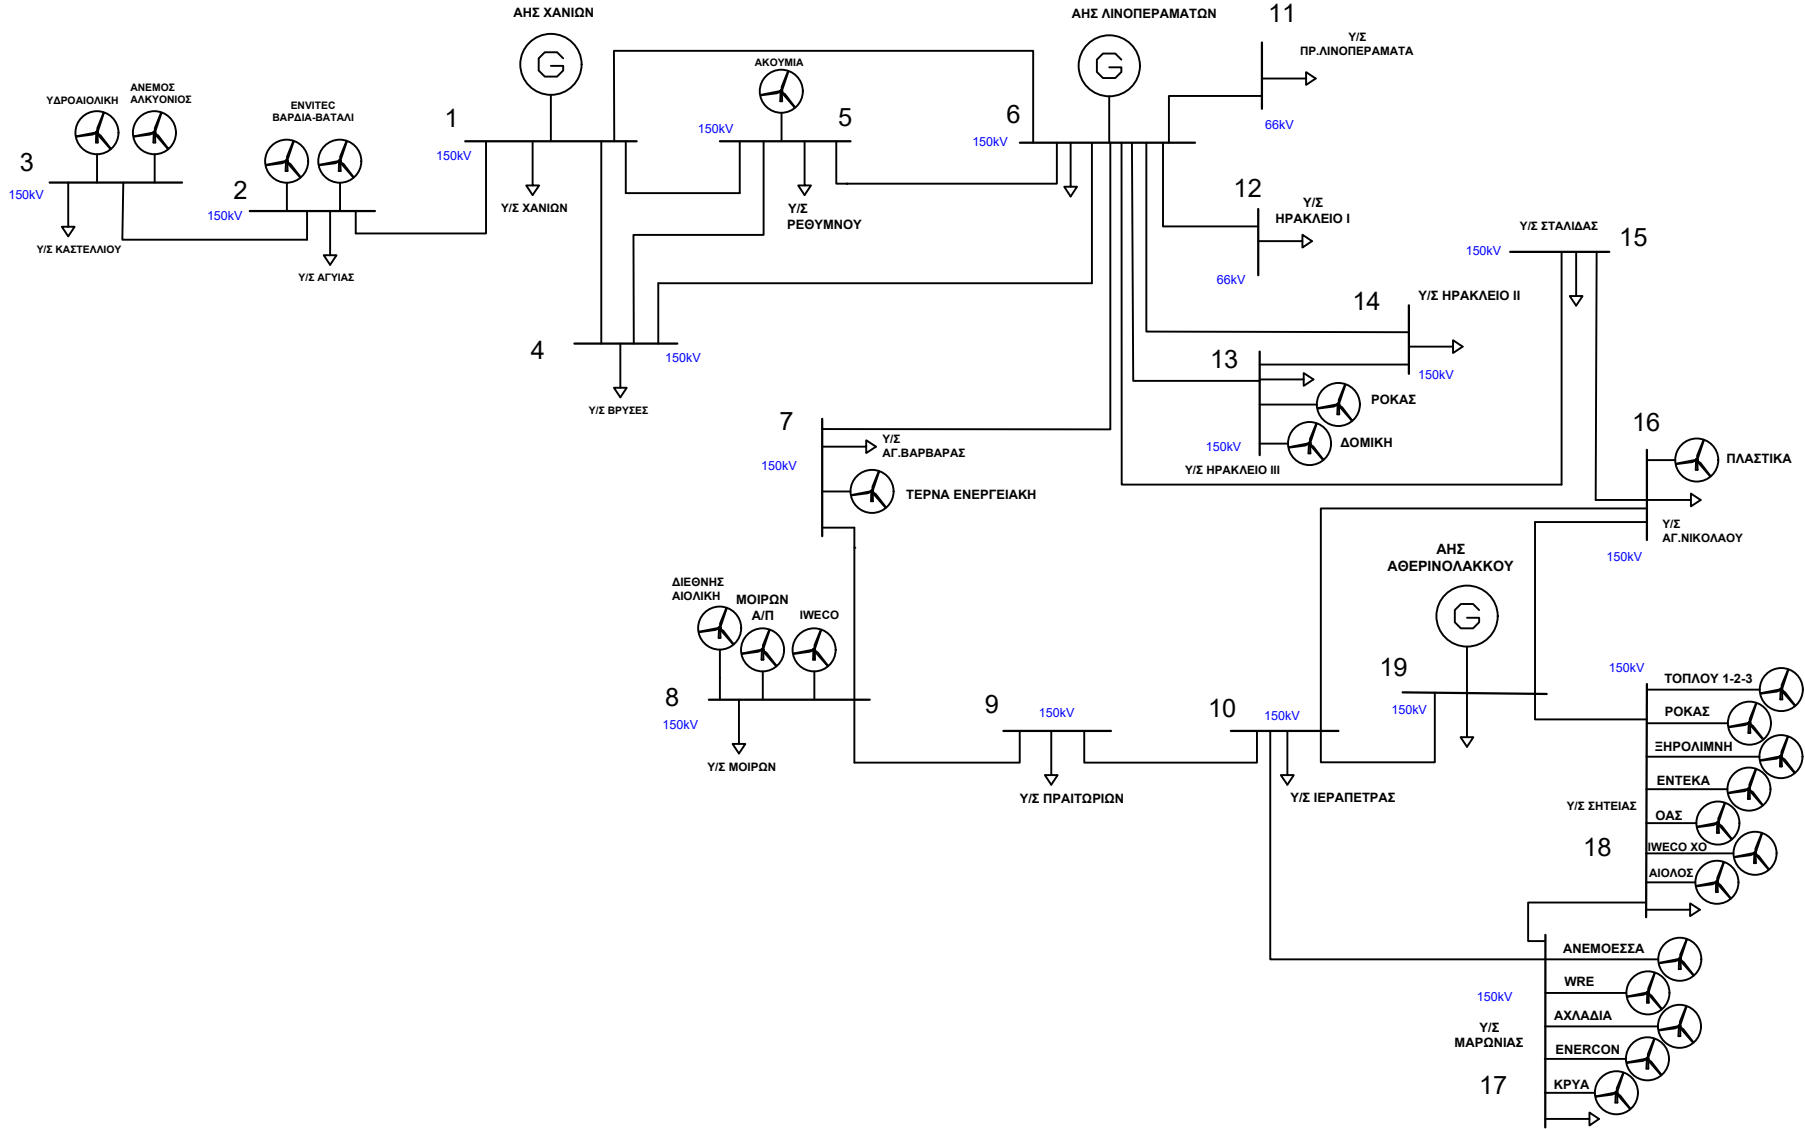 ΑΗΣ ΧΑΝΙΩΝ
G
ΑΗΣ ΛΙΝΟΠΕΡΑΜΑΤΩΝ
G
11
Υ/Σ
ΠΡ.ΛΙΝΟΠΕΡΑΜΑΤΑ
66kV
ΥΔΡΟΑΙΟΛΙΚΗ
ΑΝΕΜΟΣ
ΑΛΚΥΟΝΙΟΣ
3
150kV
Υ/Σ ΚΑΣΤΕΛΛΙΟΥ
ENVITEC
ΒΑΡΔΙΑ-ΒΑΤΑΛΙ
2
150kV
Υ/Σ ΑΓΥΙΑΣ
1
150kV
Υ/Σ ΧΑΝΙΩΝ
ΑΚΟΥΜΙΑ
150kV
5
Υ/Σ
ΡΕΘΥΜΝΟΥ
6
150kV
12
Υ/Σ
ΗΡΑΚΛΕΙΟ Ι
66kV
Υ/Σ ΣΤΑΛΙΔΑΣ
15
150kV
4
150kV
Υ/Σ ΒΡΥΣΕΣ
14
Υ/Σ ΗΡΑΚΛΕΙΟ ΙΙ
150kV
13
ΡΟΚΑΣ
ΔΟΜΙΚΗ
150kV
Υ/Σ ΗΡΑΚΛΕΙΟ ΙΙΙ
7
Υ/Σ
ΑΓ.ΒΑΡΒΑΡΑΣ
150kV
ΤΕΡΝΑ ΕΝΕΡΓΕΙΑΚΗ
16
ΠΛΑΣΤΙΚΑ
Υ/Σ
ΑΓ.ΝΙΚΟΛΑΟΥ
150kV
ΔΙΕΘΝΗΣ
ΑΙΟΛΙΚΗ
ΜΟΙΡΩΝ
Α/Π
IWECO
8
150kV
Υ/Σ ΜΟΙΡΩΝ
9
150kV
Υ/Σ ΠΡΑΙΤΩΡΙΩΝ
10
150kV
Υ/Σ ΙΕΡΑΠΕΤΡΑΣ
ΑΗΣ
ΑΘΕΡΙΝΟΛΑΚΚΟΥ
G
19
150kV
150kV
ΤΟΠΛΟΥ 1-2-3
ΡΟΚΑΣ
ΞΗΡΟΛΙΜΝΗ
ΕΝΤΕΚΑ
Υ/Σ ΣΗΤΕΙΑΣ
ΟΑΣ
18
IWECO ΧΟ
ΑΙΟΛΟΣ
ΑΝΕΜΟΕΣΣΑ
WRE
150kV
ΑΧΛΑΔΙΑ
Υ/Σ
ΜΑΡΩΝΙΑΣ
ENERCON
17
ΚΡΥΑ